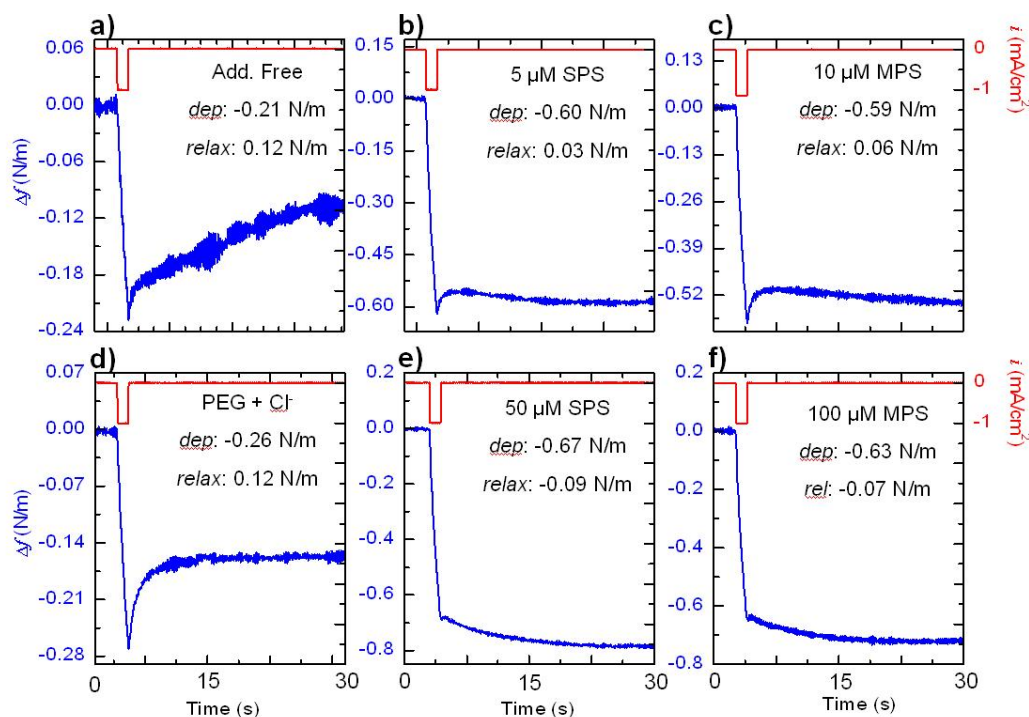 a)
0.06
0.00
-0.06
-0.12
-0.18
-0.24
Δf (N/m)
Add. Free
dep: -0.21 N/m
relax: 0.12 N/m
b)
0.15
0.00
-0.15
-0.30
-0.45
-0.60
5 µM SPS
dep: -0.60 N/m
relax: 0.03 N/m
c)
0.13
0.00
0.13
-0.26
-0.39
-0.52
10 µM MPS
dep: -0.59 N/m
relax: 0.06 N/m
0
-1
i (mA/cm²)
d)
0.07
0.00
-0.07
-0.14
-0.21
-0.28
Δf (N/m)
PEG + Cl⁻
dep: -0.26 N/m
relax: 0.12 N/m
0
15
30
Time (s)
e)
0.2
0.0
-0.2
-0.4
-0.6
-0.8
50 µM SPS
dep: -0.67 N/m
relax: -0.09 N/m
0
15
30
Time (s)
f)
0.2
0.0
-0.2
-0.4
-0.6
-0.8
100 µM MPS
dep: -0.63 N/m
rel: -0.07 N/m
0
15
30
Time (s)
0
-1
i (mA/cm²)